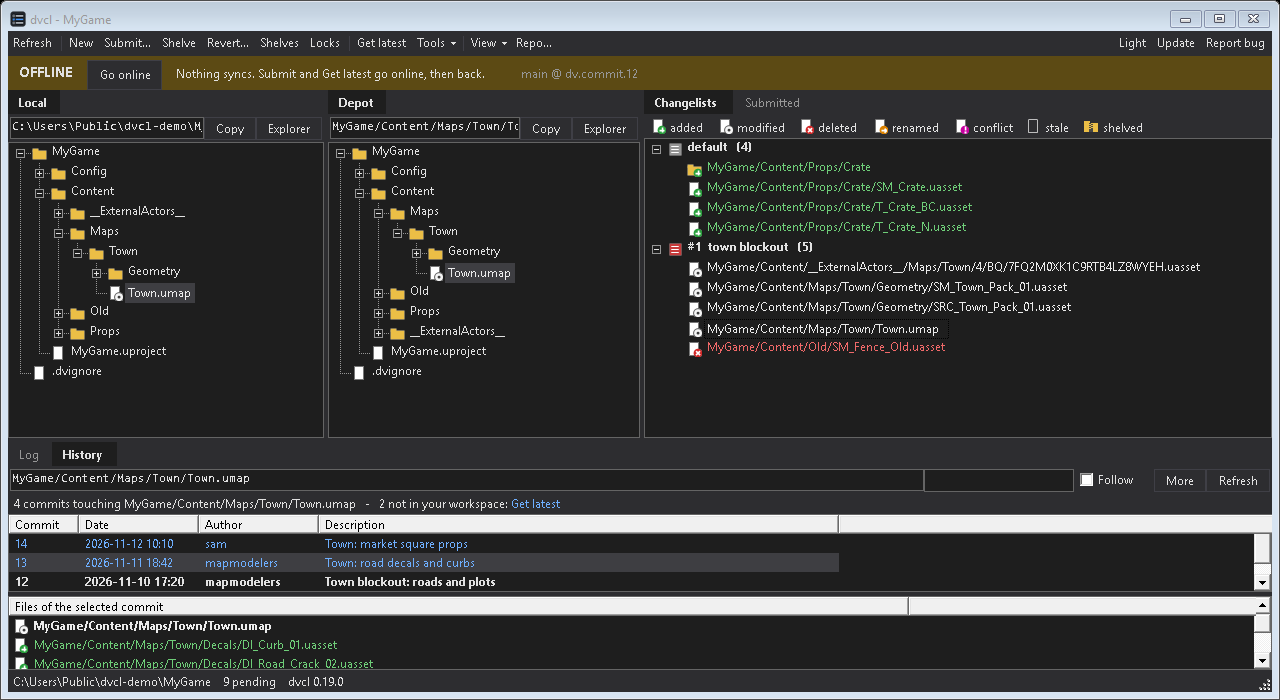 dvcl - MyGame
Refresh New Submit... Shelve Revert... Shelves Locks Get latest Tools View Repo... Light Update Report bug
OFFLINE Go online Nothing syncs. Submit and Get latest go online, then back. main @ dv.commit.12
Local
C:\Users\Public\dvcl-demo\M Copy Explorer
MyGame
Config
Content
__ExternalActors__
Maps
Town
Geometry
Town.umap
Old
Props
MyGame.uproject
.dvignore
Depot
MyGame/Content/Maps/Town/To Copy Explorer
MyGame
Config
Content
Maps
Town
Geometry
Town.umap
Old
Props
__ExternalActors__
MyGame.uproject
.dvignore
Changelists Submitted
added modified deleted renamed conflict stale shelved
default (4)
MyGame/Content/Props/Crate
MyGame/Content/Props/Crate/SM_Crate.uasset
MyGame/Content/Props/Crate/T_Crate_BC.uasset
MyGame/Content/Props/Crate/T_Crate_N.uasset
#1 town blockout (5)
MyGame/Content/__ExternalActors__/Maps/Town/4/BQ/7FQ2M0XK1C9RTB4LZ8WYEH.uasset
MyGame/Content/Maps/Town/Geometry/SM_Town_Pack_01.uasset
MyGame/Content/Maps/Town/Geometry/SRC_Town_Pack_01.uasset
MyGame/Content/Maps/Town/Town.umap
MyGame/Content/Old/SM_Fence_Old.uasset
Log History
MyGame/Content/Maps/Town/Town.umap Follow More Refresh
4 commits touching MyGame/Content/Maps/Town/Town.umap - 2 not in your workspace: Get latest
Commit Date Author Description
14 2026-11-12 10:10 sam Town: market square props
13 2026-11-11 18:42 mapmodelers Town: road decals and curbs
12 2026-11-10 17:20 mapmodelers Town blockout: roads and plots
Files of the selected commit
MyGame/Content/Maps/Town/Town.umap
MyGame/Content/Maps/Town/Decals/DI_Curb_01.uasset
MyGame/Content/Maps/Town/Decals/DI_Road_Crack_02.uasset
C:\Users\Public\dvcl-demo\MyGame 9 pending dvcl 0.19.0